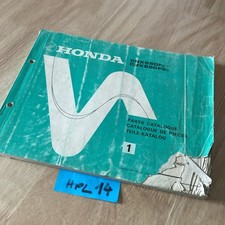 HONDA
PARTS CATALOGUE
CATALOGUE DE PIECES
TEILE-KATALOG
1
HPL 14